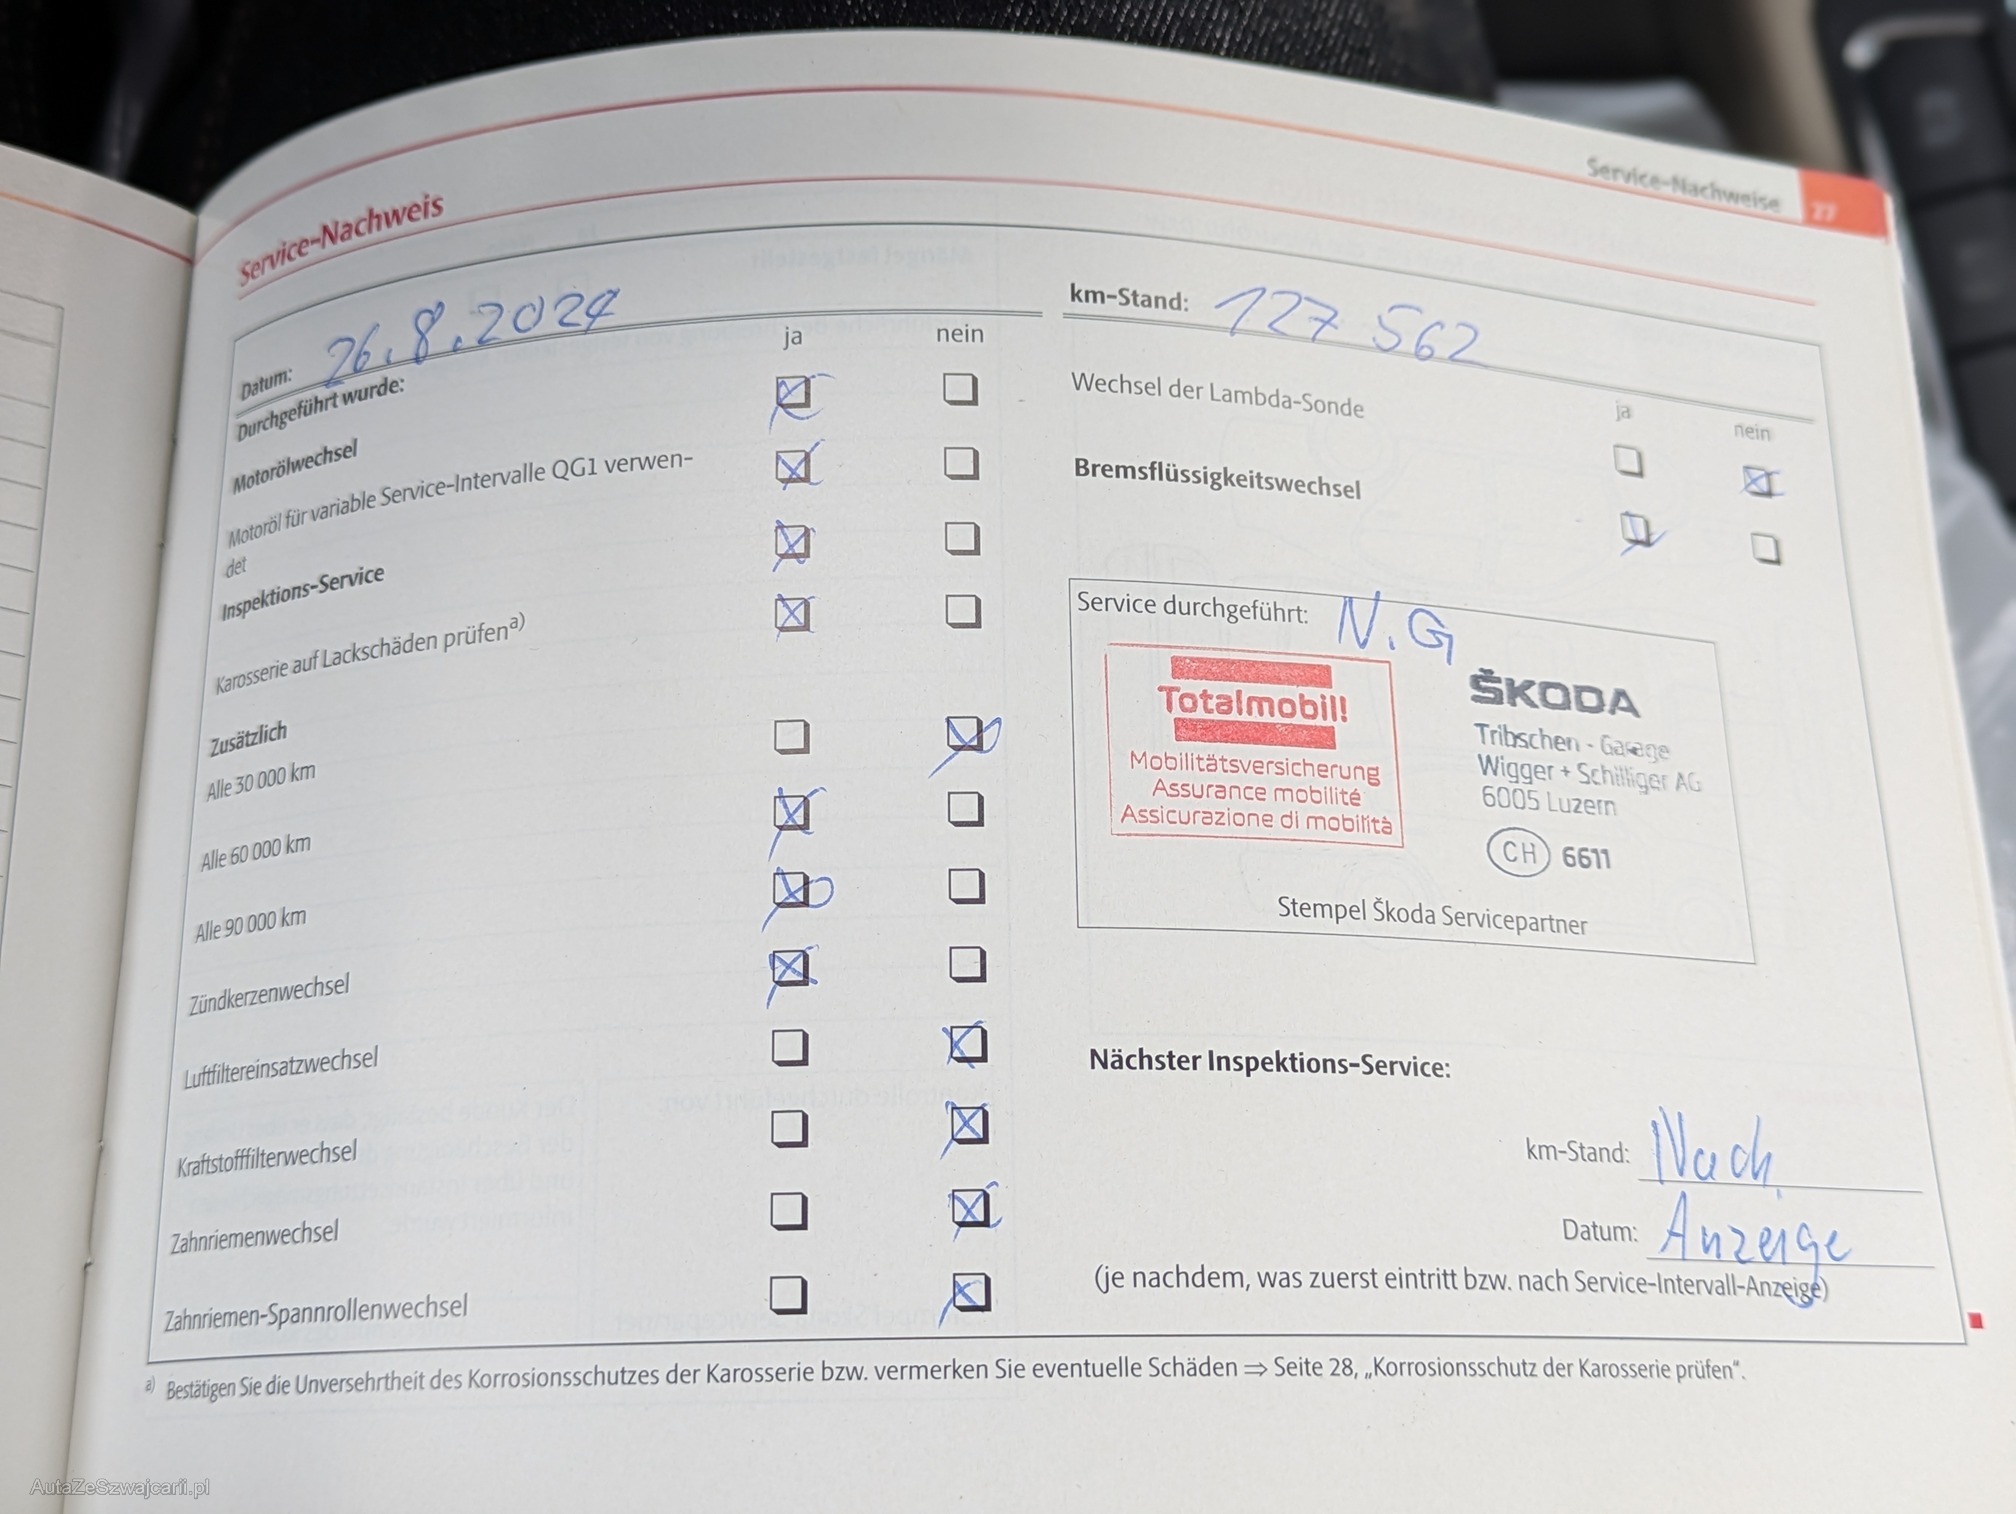 Service-Nachweise 27
Service-Nachweis
Datum: 26.8.2024
km-Stand: 127 562
Durchgeführt wurde:
ja nein
Motorölwechsel
Motoröl für variable Service-Intervalle QG1 verwen-
det
Inspektions-Service
Karosserie auf Lackschäden prüfen a)
Zusätzlich
Alle 30 000 km
Alle 60 000 km
Alle 90 000 km
Zündkerzenwechsel
Luftfiltereinsatzwechsel
Kraftstofffilterwechsel
Zahnriemenwechsel
Zahnriemen-Spannrollenwechsel
ja nein
Wechsel der Lambda-Sonde
Bremsflüssigkeitswechsel
Service durchgeführt: N.G
Totalmobil!
Mobilitätsversicherung
Assurance mobilité
Assicurazione di mobilità
ŠKODA
Tribschen - Garage
Wigger + Schilliger AG
6005 Luzern
CH 6611
Stempel Škoda Servicepartner
Nächster Inspektions-Service:
km-Stand: Nach
Datum: Anzeige
(je nachdem, was zuerst eintritt bzw. nach Service-Intervall-Anzeige)
a) Bestätigen Sie die Unversehrtheit des Korrosionsschutzes der Karosserie bzw. vermerken Sie eventuelle Schäden ⇒ Seite 28, „Korrosionsschutz der Karosserie prüfen“.
AutaZeSzwajcarii.pl